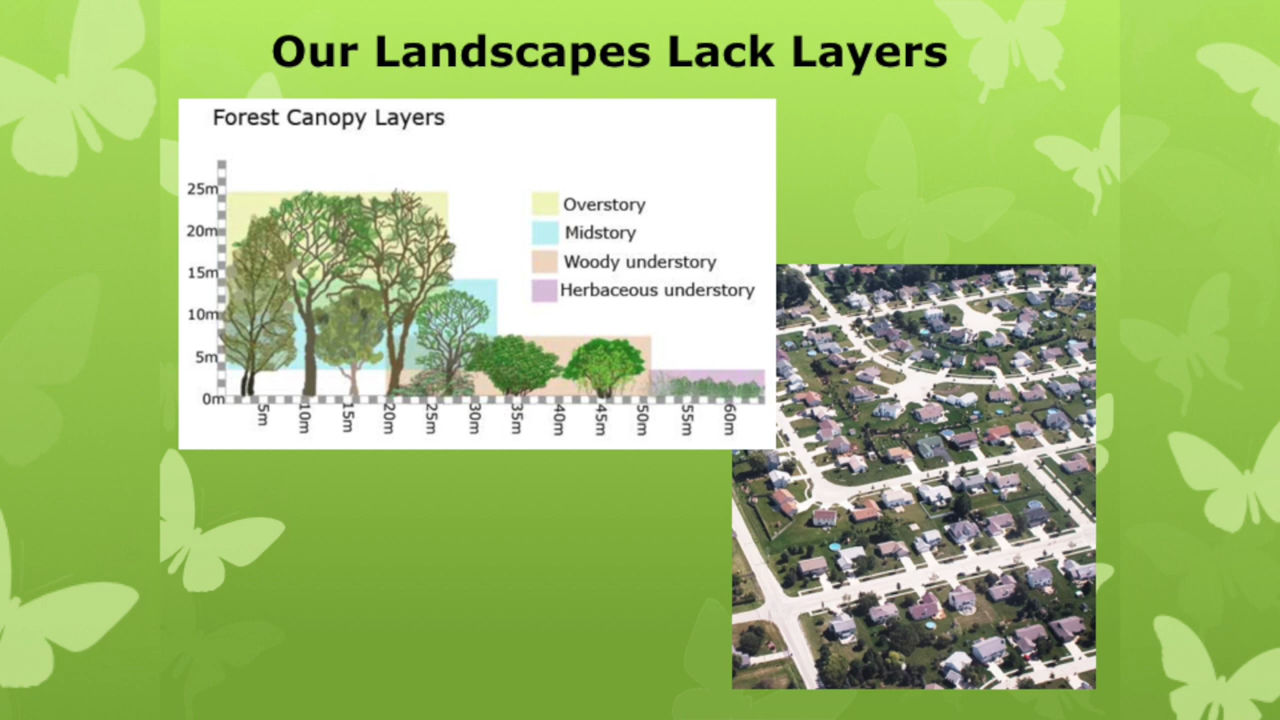 Our Landscapes Lack Layers
Forest Canopy Layers
25m
20m
15m
10m
5m
0m
Overstory
Midstory
Woody understory
Herbaceous understory
5m 10m 15m 20m 25m 30m 35m 40m 45m 50m 55m 60m